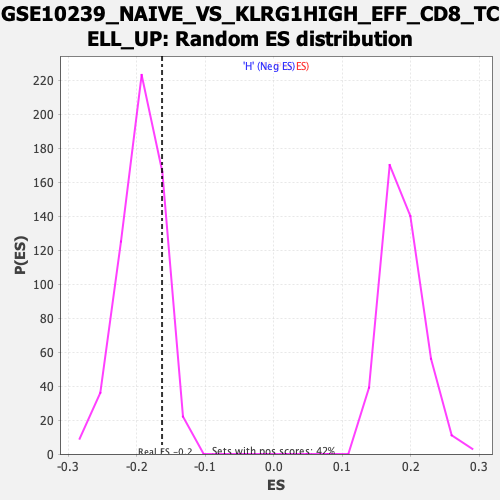 GSE10239_NAIVE_VS_KLRG1HIGH_EFF_CD8_TC
ELL_UP: Random ES distribution
'H' (Neg ES)ES)
220
200
180
160
140
120
100
80
60
40
20
0
P(ES)
Real ES -0.2
Sets with pos scores: 42%
-0.3 -0.2 -0.1 0.0 0.1 0.2 0.3
ES